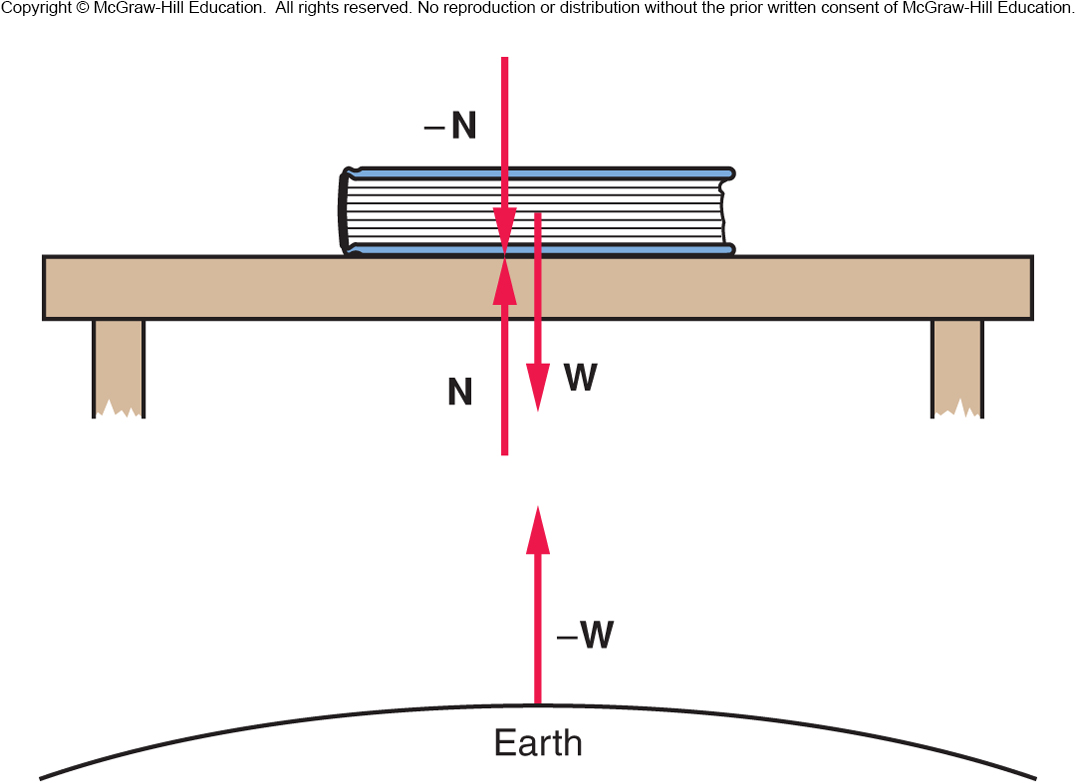 Copyright © McGraw-Hill Education. All rights reserved. No reproduction or distribution without the prior written consent of McGraw-Hill Education.
–N
N
W
–W
Earth